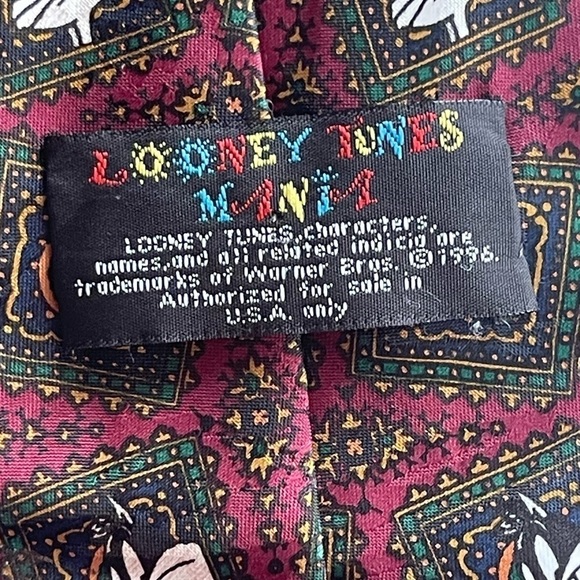 LOONEY TUNES
MANIA
LOONEY TUNES, characters,
names, and all related indicia are
trademarks of Warner Bros. © 1996.
Authorized for sale in
U.S.A. only